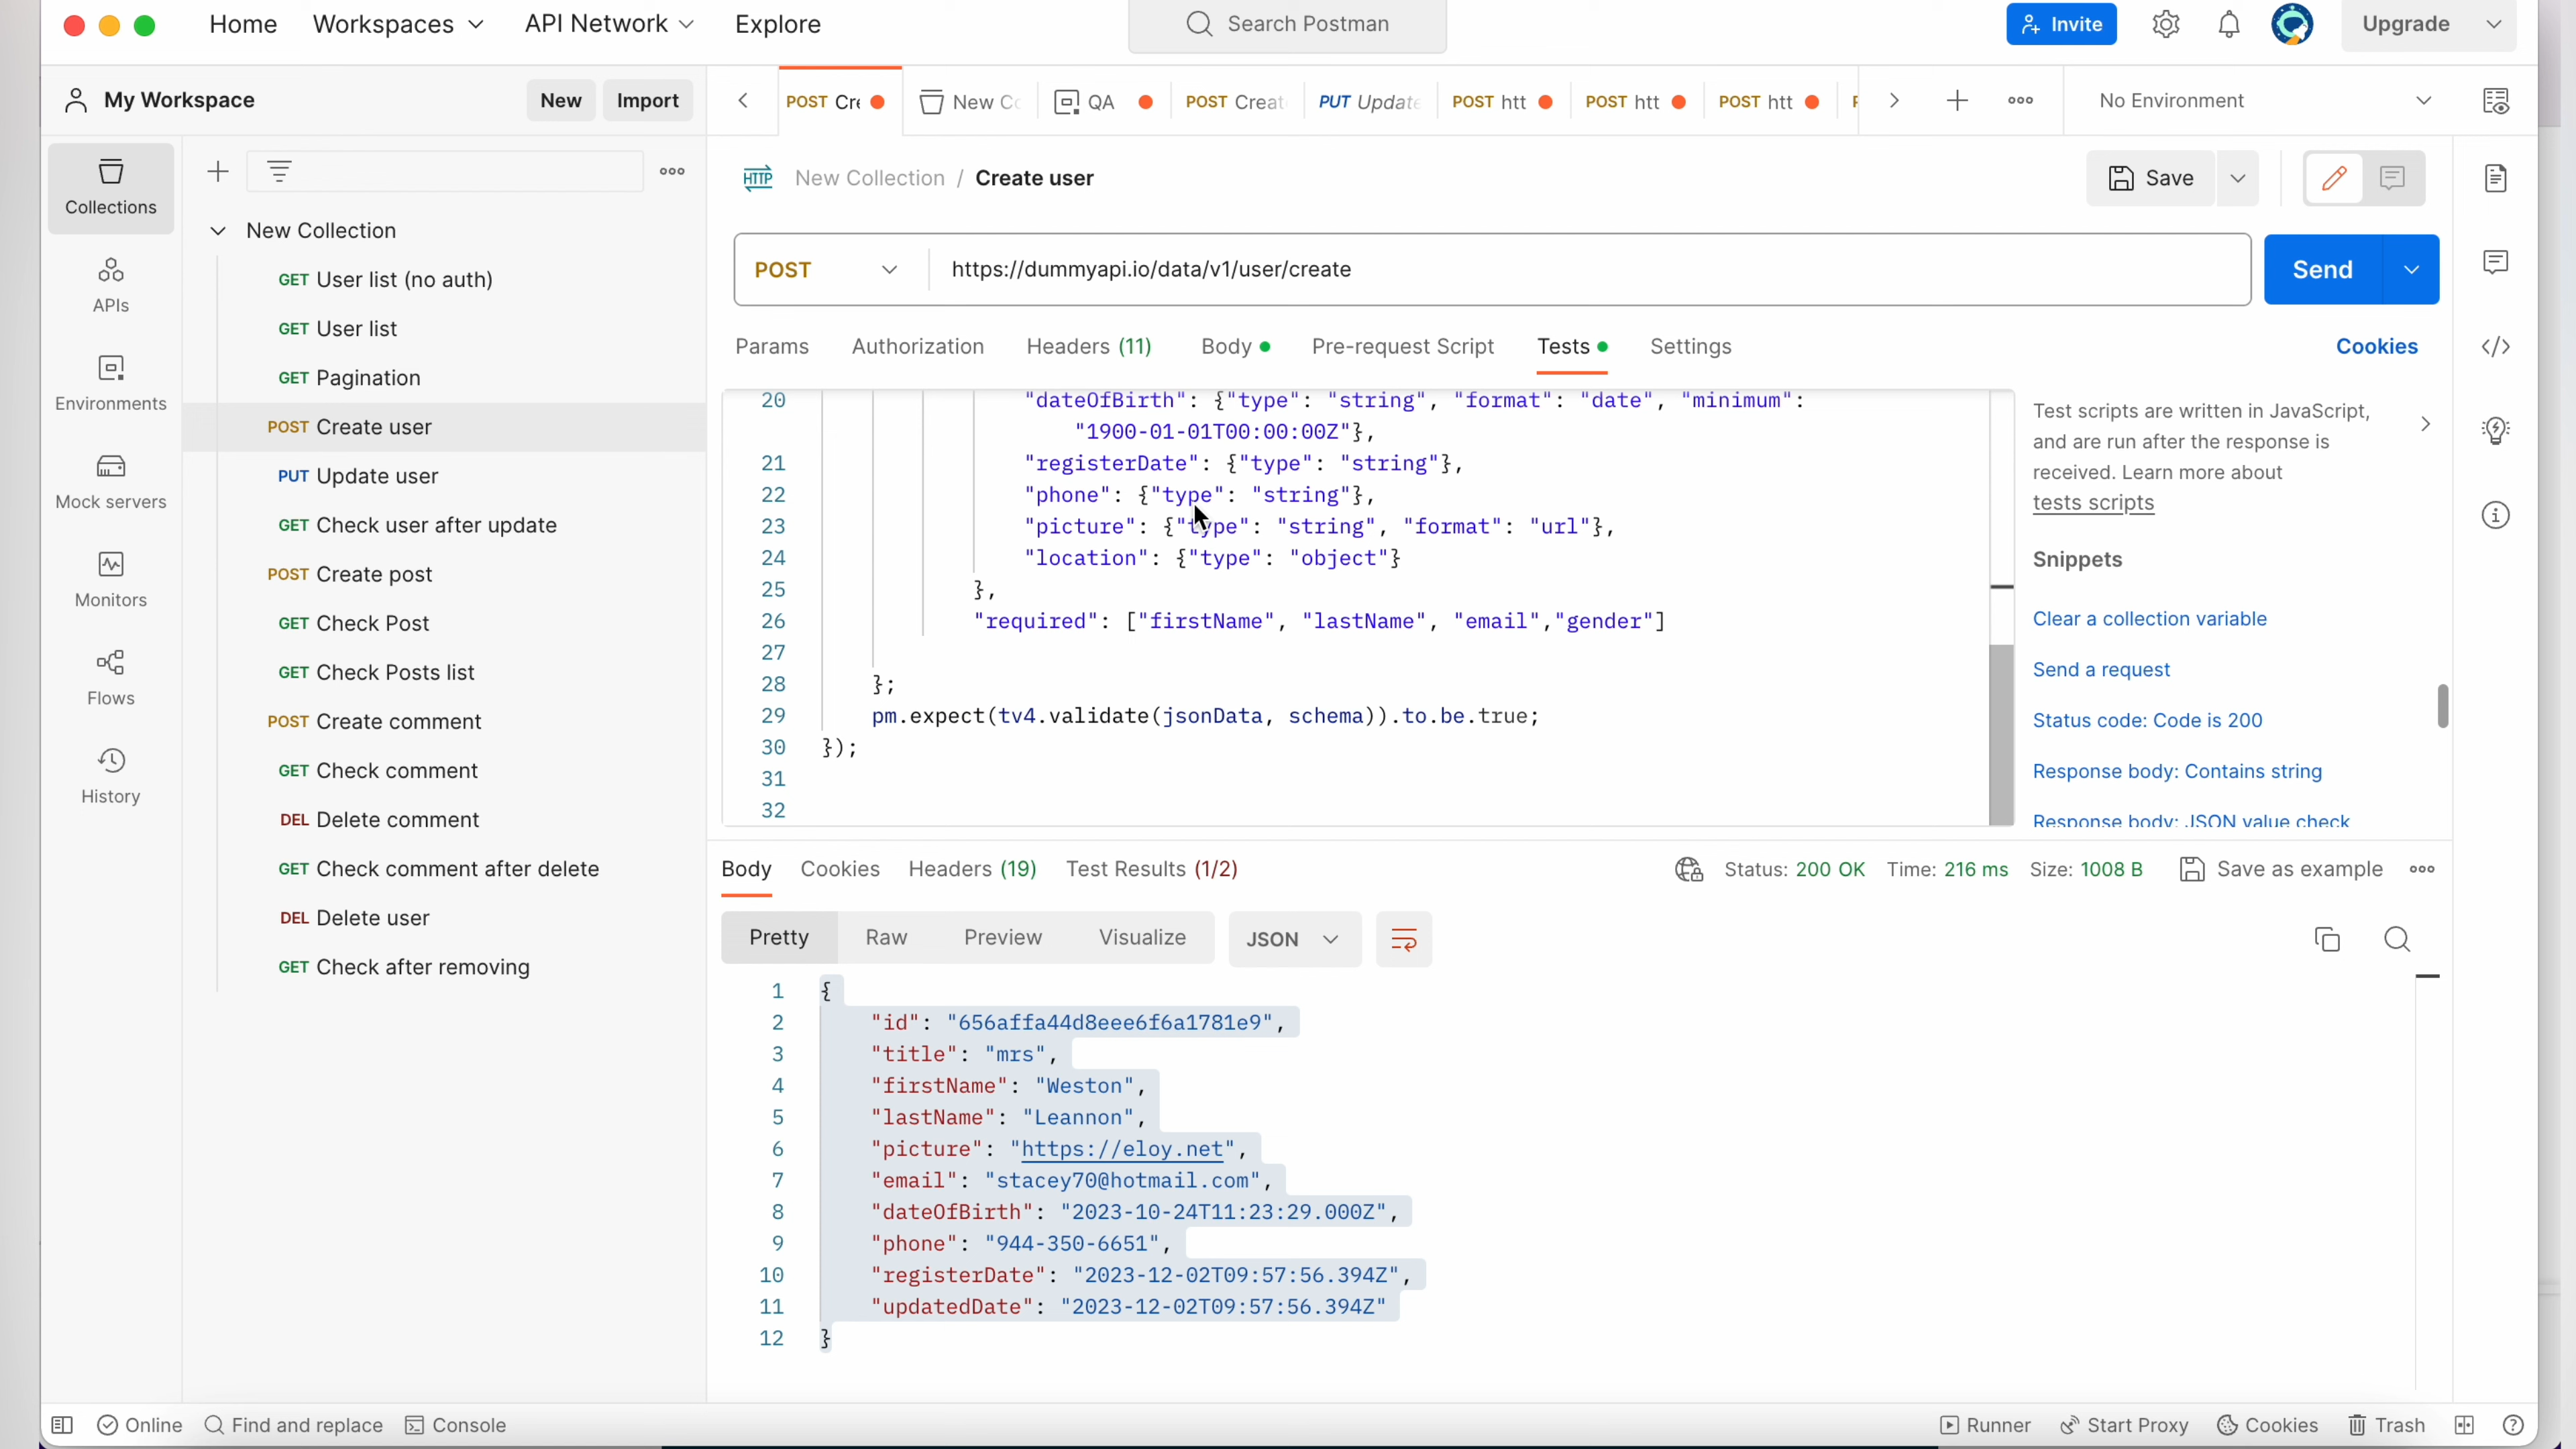 Home Workspaces API Network Explore Search Postman Invite Upgrade
My Workspace New Import POST Cre New Co QA POST Creat PUT Update POST htt POST htt POST htt No Environment
Collections
APIs
Environments
Mock servers
Monitors
Flows
History
New Collection
GET User list (no auth)
GET User list
GET Pagination
POST Create user
PUT Update user
GET Check user after update
POST Create post
GET Check Post
GET Check Posts list
POST Create comment
GET Check comment
DEL Delete comment
GET Check comment after delete
DEL Delete user
GET Check after removing
HTTP New Collection / Create user Save
POST https://dummyapi.io/data/v1/user/create Send
Params Authorization Headers (11) Body Pre-request Script Tests Settings Cookies
20 "dateOfBirth": {"type": "string", "format": "date", "minimum":
"1900-01-01T00:00:00Z"},
21 "registerDate": {"type": "string"},
22 "phone": {"type": "string"},
23 "picture": {"type": "string", "format": "url"},
24 "location": {"type": "object"}
25 },
26 "required": ["firstName", "lastName", "email","gender"]
27
28 };
29 pm.expect(tv4.validate(jsonData, schema)).to.be.true;
30 });
31
32
Test scripts are written in JavaScript,
and are run after the response is
received. Learn more about
tests scripts
Snippets
Clear a collection variable
Send a request
Status code: Code is 200
Response body: Contains string
Response body: JSON value check
Body Cookies Headers (19) Test Results (1/2) Status: 200 OK Time: 216 ms Size: 1008 B Save as example
Pretty Raw Preview Visualize JSON
1 {
2 "id": "656affa44d8eee6f6a1781e9",
3 "title": "mrs",
4 "firstName": "Weston",
5 "lastName": "Leannon",
6 "picture": "https://eloy.net",
7 "email": "stacey70@hotmail.com",
8 "dateOfBirth": "2023-10-24T11:23:29.000Z",
9 "phone": "944-350-6651",
10 "registerDate": "2023-12-02T09:57:56.394Z",
11 "updatedDate": "2023-12-02T09:57:56.394Z"
12 }
Online Find and replace Console Runner Start Proxy Cookies Trash